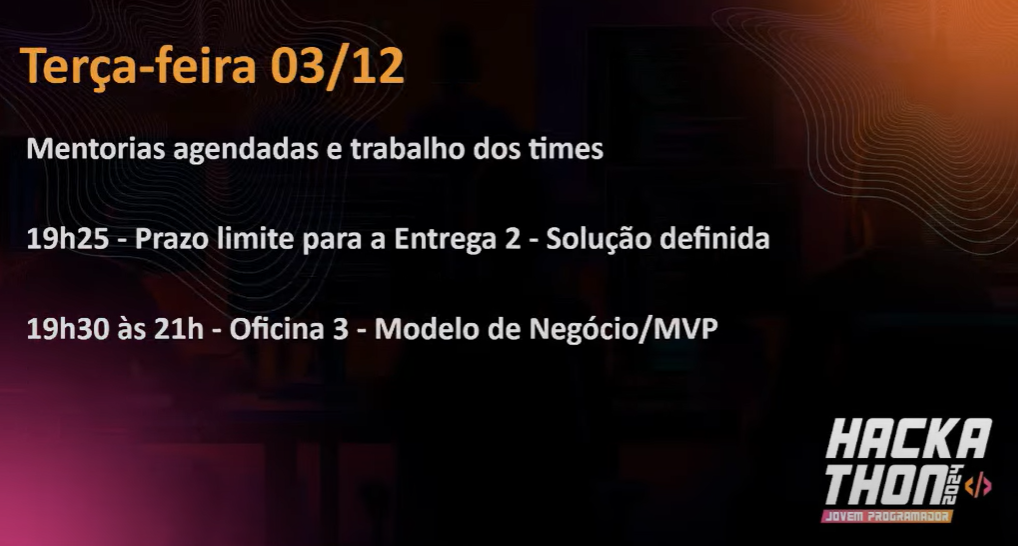 Terça-feira 03/12
Mentorias agendadas e trabalho dos times
19h25 - Prazo limite para a Entrega 2 - Solução definida
19h30 às 21h - Oficina 3 - Modelo de Negócio/MVP
HACKA
THON 2024 </>
JOVEM PROGRAMADOR